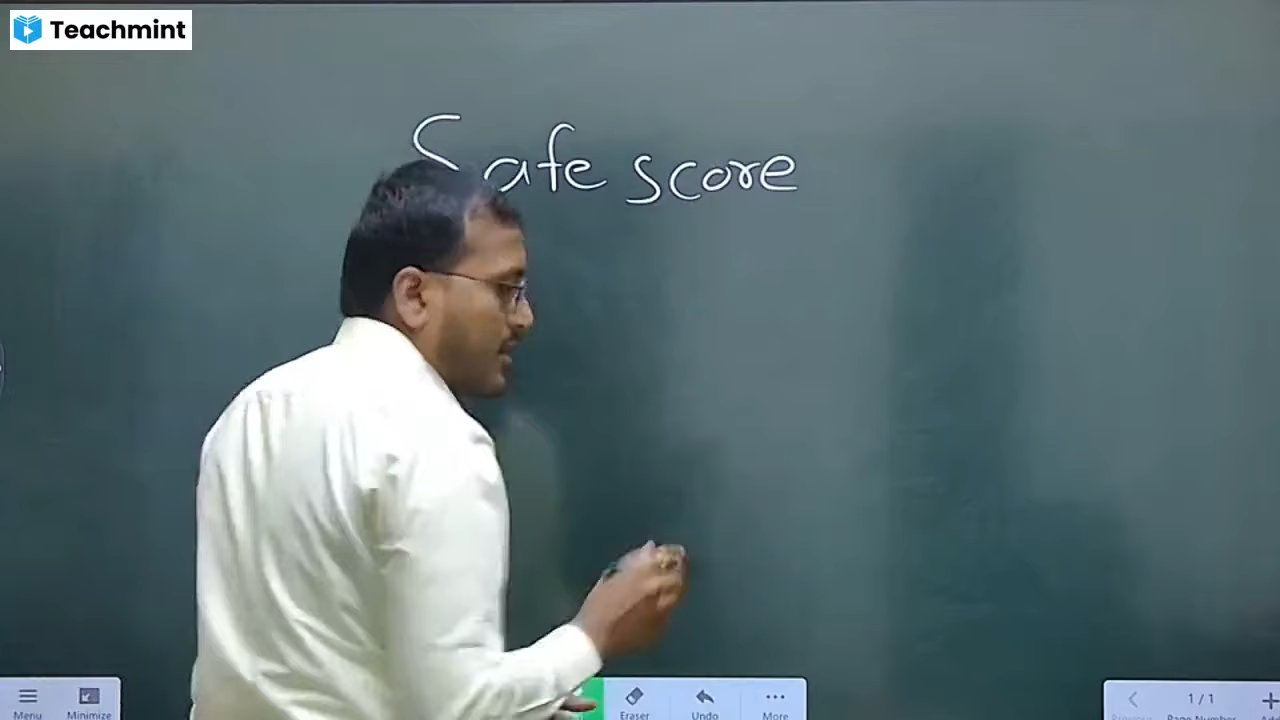 Teachmint
Safe score
Menu
Minimize
Eraser
Undo
More
1/1
Page Number